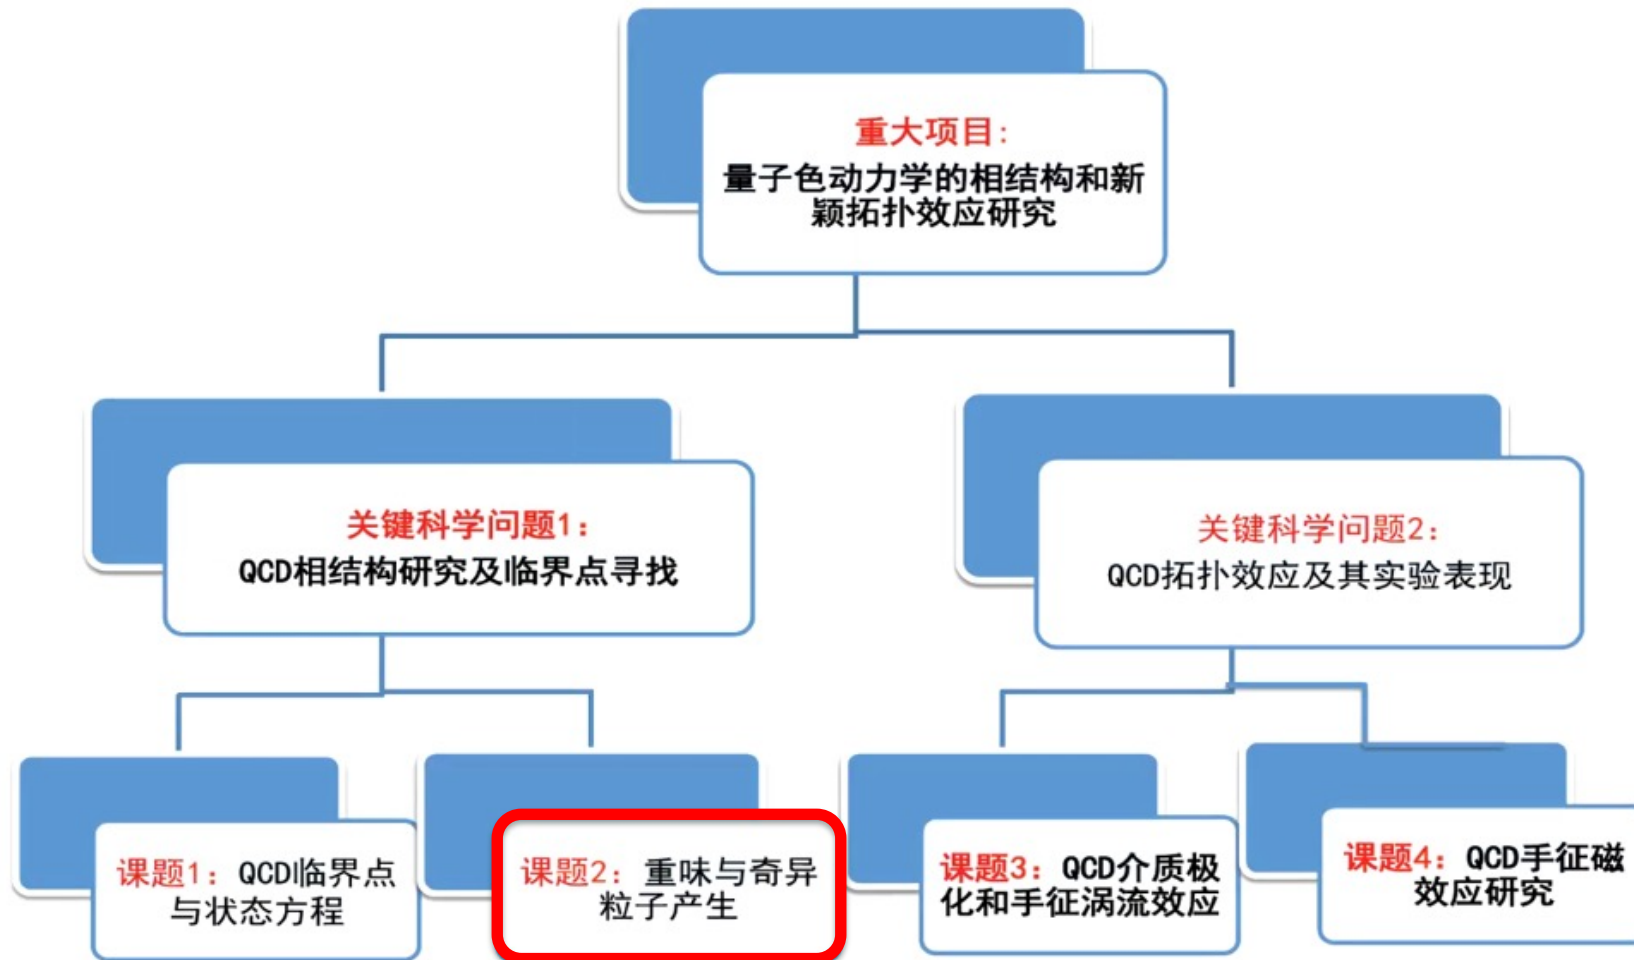 重大项目：
量子色动力学的相结构和新
颖拓扑效应研究
关键科学问题1：
QCD相结构研究及临界点寻找
关键科学问题2：
QCD拓扑效应及其实验表现
课题1：QCD临界点
与状态方程
课题2：重味与奇异
粒子产生
课题3：QCD介质极
化和手征涡流效应
课题4：QCD手征磁
效应研究